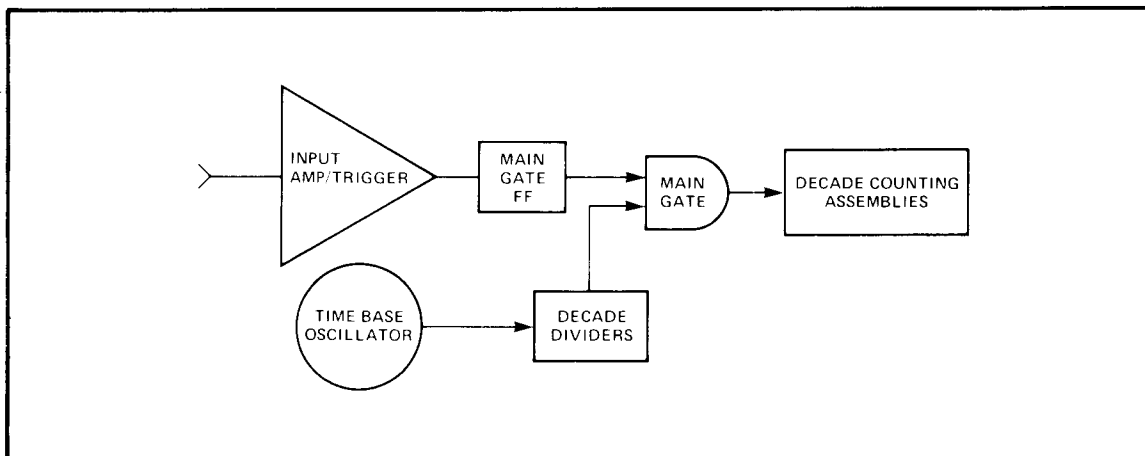 INPUT
AMP/TRIGGER
MAIN
GATE
FF
MAIN
GATE
DECADE COUNTING
ASSEMBLIES
TIME BASE
OSCILLATOR
DECADE
DIVIDERS